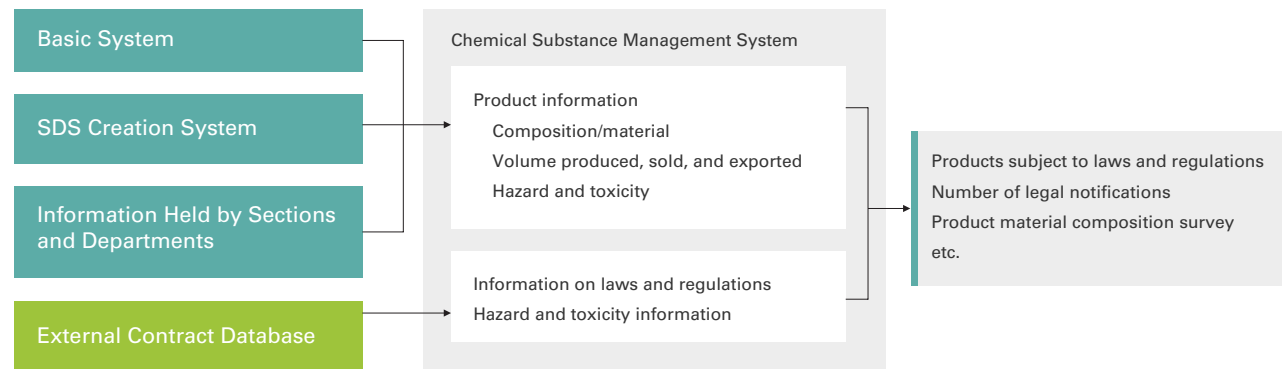 Basic System
SDS Creation System
Information Held by Sections
and Departments
External Contract Database
Chemical Substance Management System
Product information
Composition/material
Volume produced, sold, and exported
Hazard and toxicity
Information on laws and regulations
Hazard and toxicity information
Products subject to laws and regulations
Number of legal notifications
Product material composition survey
etc.